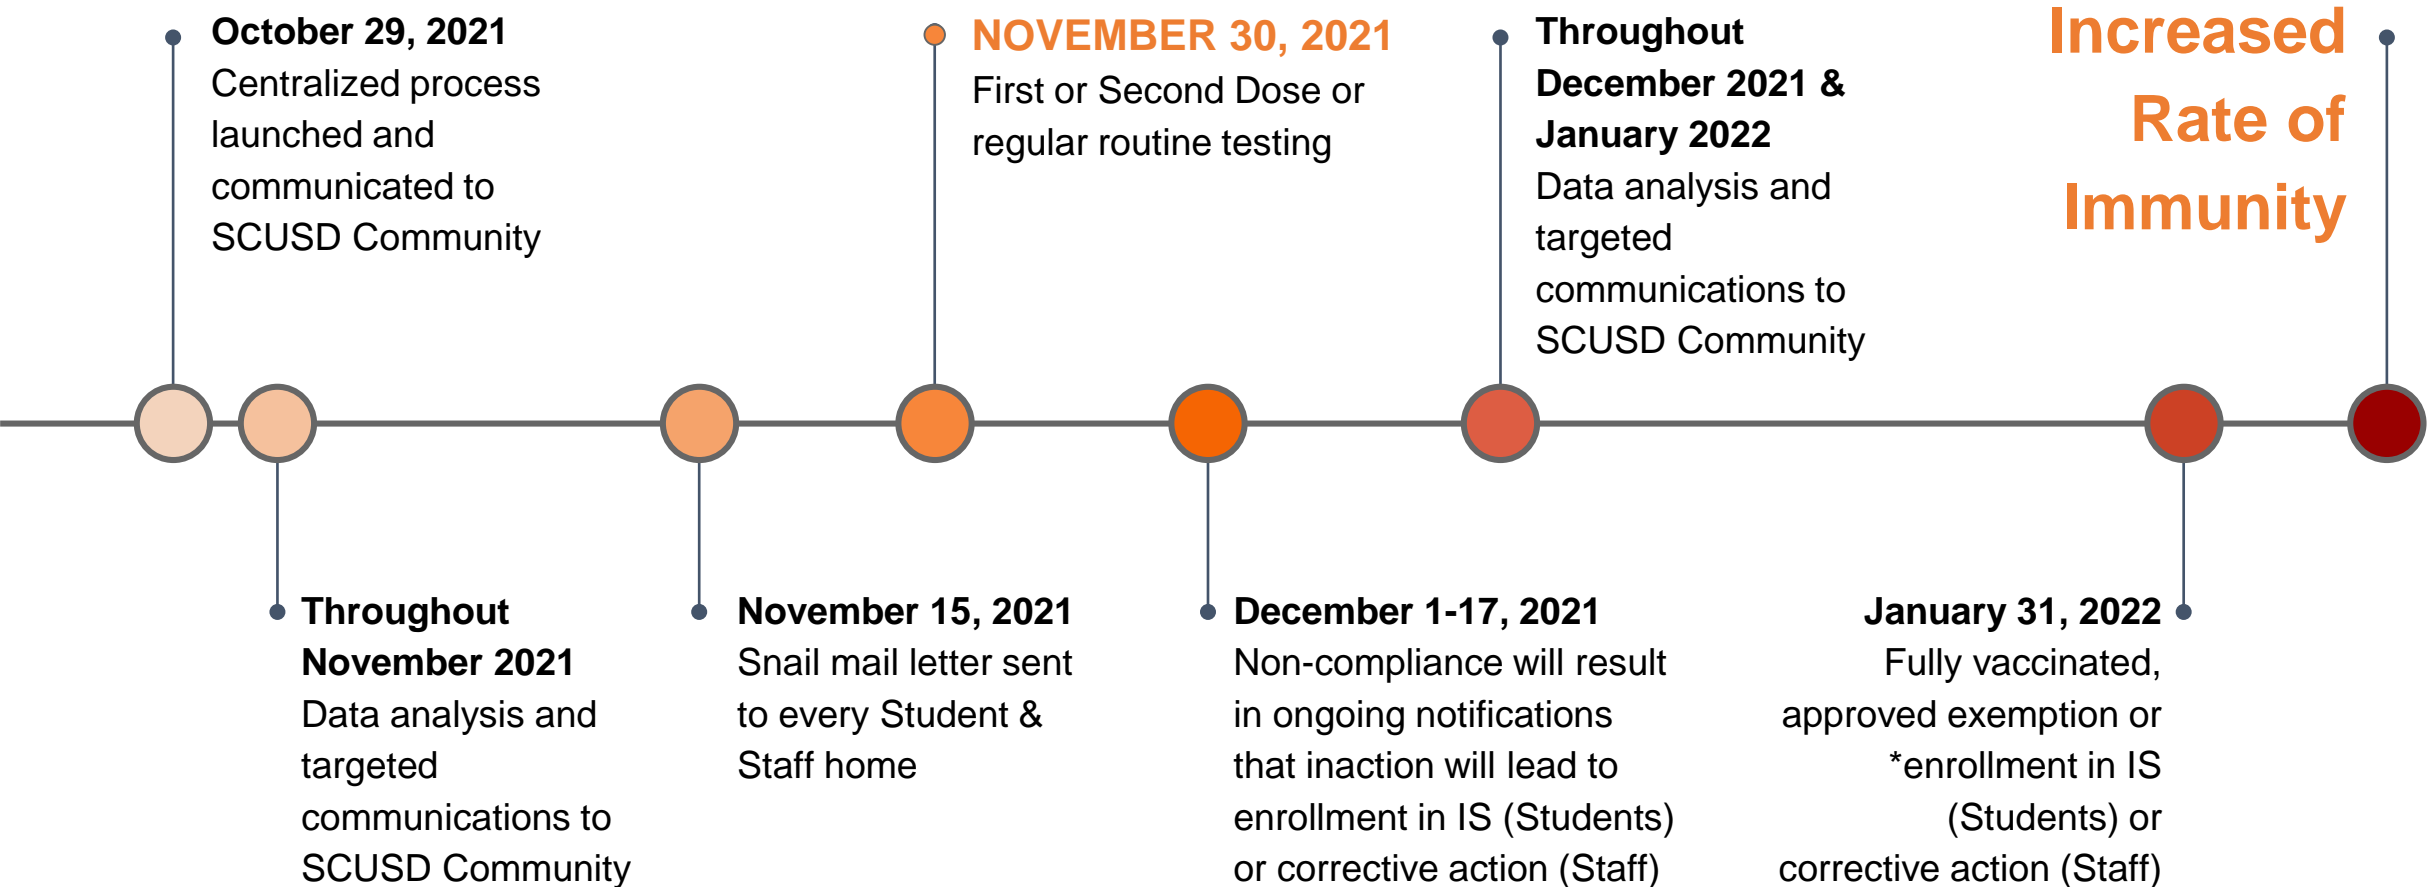 October 29, 2021
Centralized process
launched and
communicated to
SCUSD Community
NOVEMBER 30, 2021
First or Second Dose or
regular routine testing
Throughout
December 2021 &
January 2022
Data analysis and
targeted
communications to
SCUSD Community
Increased
Rate of
Immunity
Throughout
November 2021
Data analysis and
targeted
communications to
SCUSD Community
November 15, 2021
Snail mail letter sent
to every Student &
Staff home
December 1-17, 2021
Non-compliance will result
in ongoing notifications
that inaction will lead to
enrollment in IS (Students)
or corrective action (Staff)
January 31, 2022
Fully vaccinated,
approved exemption or
*enrollment in IS
(Students) or
corrective action (Staff)